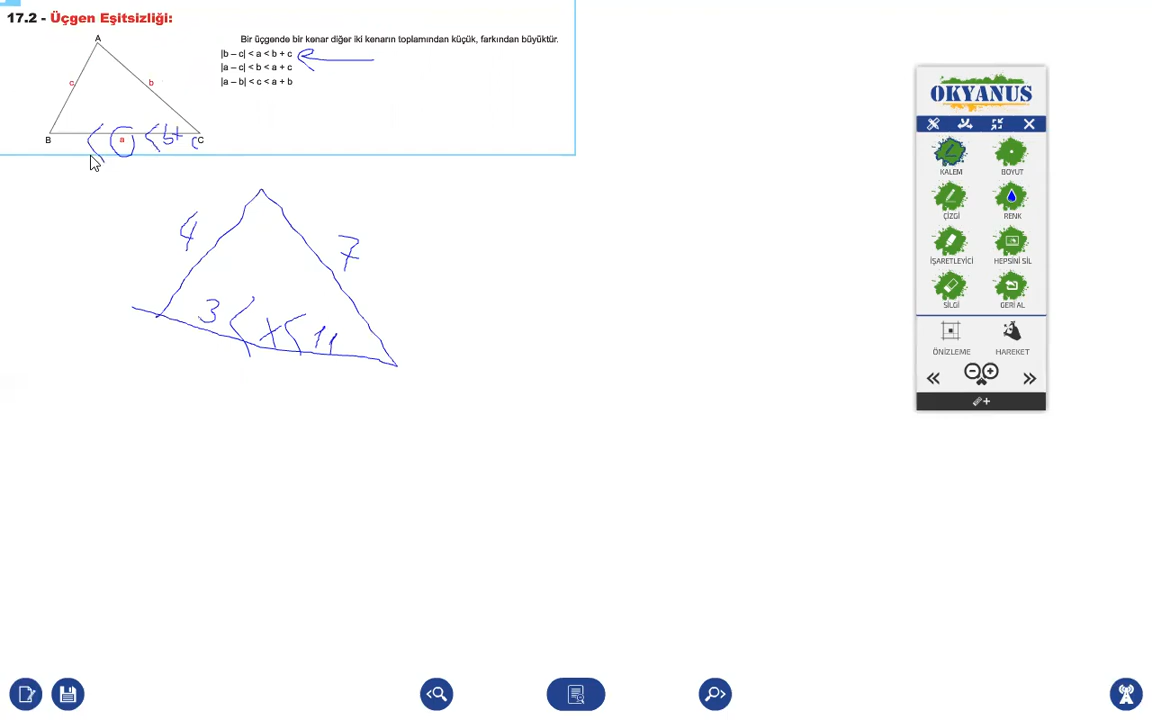 17.2 - Üçgen Eşitsizliği:
Bir üçgende bir kenar diğer iki kenarın toplamından küçük, farkından büyüktür.
|b – c| < a < b + c
|a – c| < b < a + c
|a – b| < c < a + b
A
c
b
B
< a < b+c
C
4
7
3 < x < 11
OKYANUS
KALEM
BOYUT
ÇİZGİ
RENK
İŞARETLEYİCİ
HEPSİNİ SİL
SİLGİ
GERİ AL
ÖNİZLEME
HAREKET